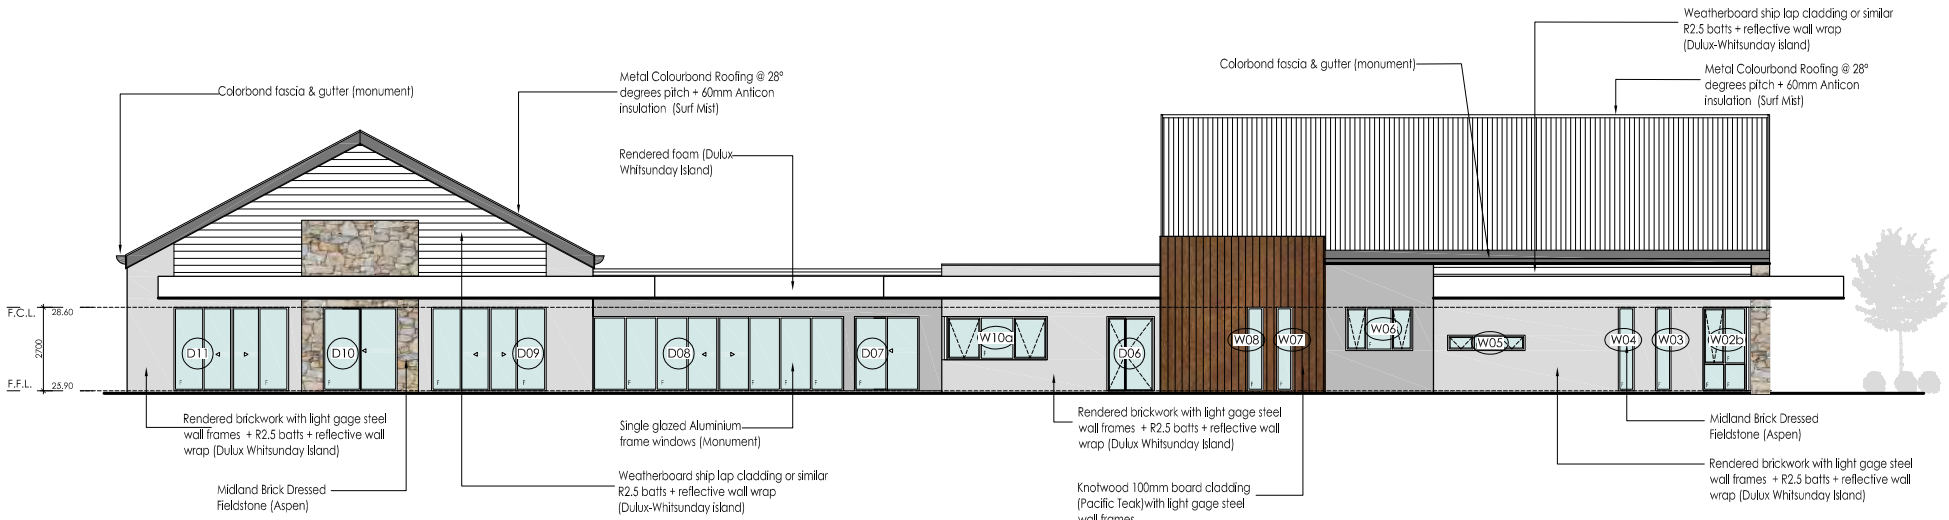 Weatherboard ship lap cladding or similar
R2.5 batts + reflective wall wrap
(Dulux-Whitsunday island)
Colorbond fascia & gutter (monument)
Metal Colourbond Roofing @ 28°
degrees pitch + 60mm Anticon
insulation (Surf Mist)
Metal Colourbond Roofing @ 28°
degrees pitch + 60mm Anticon
insulation (Surf Mist)
Colorbond fascia & gutter (monument)
Rendered foam (Dulux
Whitsunday Island)
F.C.L. 28.60
2700
F.F.L. 25.90
D11
D10
D09
D08
D07
W10a
D06
W08
W07
W06
W05
W04
W03
W02b
Rendered brickwork with light gage steel
wall frames + R2.5 batts + reflective wall
wrap (Dulux Whitsunday Island)
Midland Brick Dressed
Fieldstone (Aspen)
Single glazed Aluminium
frame windows (Monument)
Weatherboard ship lap cladding or similar
R2.5 batts + reflective wall wrap
(Dulux-Whitsunday island)
Rendered brickwork with light gage steel
wall frames + R2.5 batts + reflective wall
wrap (Dulux Whitsunday Island)
Knotwood 100mm board cladding
(Pacific Teak)with light gage steel
wall frames
Midland Brick Dressed
Fieldstone (Aspen)
Rendered brickwork with light gage steel
wall frames + R2.5 batts + reflective wall
wrap (Dulux Whitsunday Island)